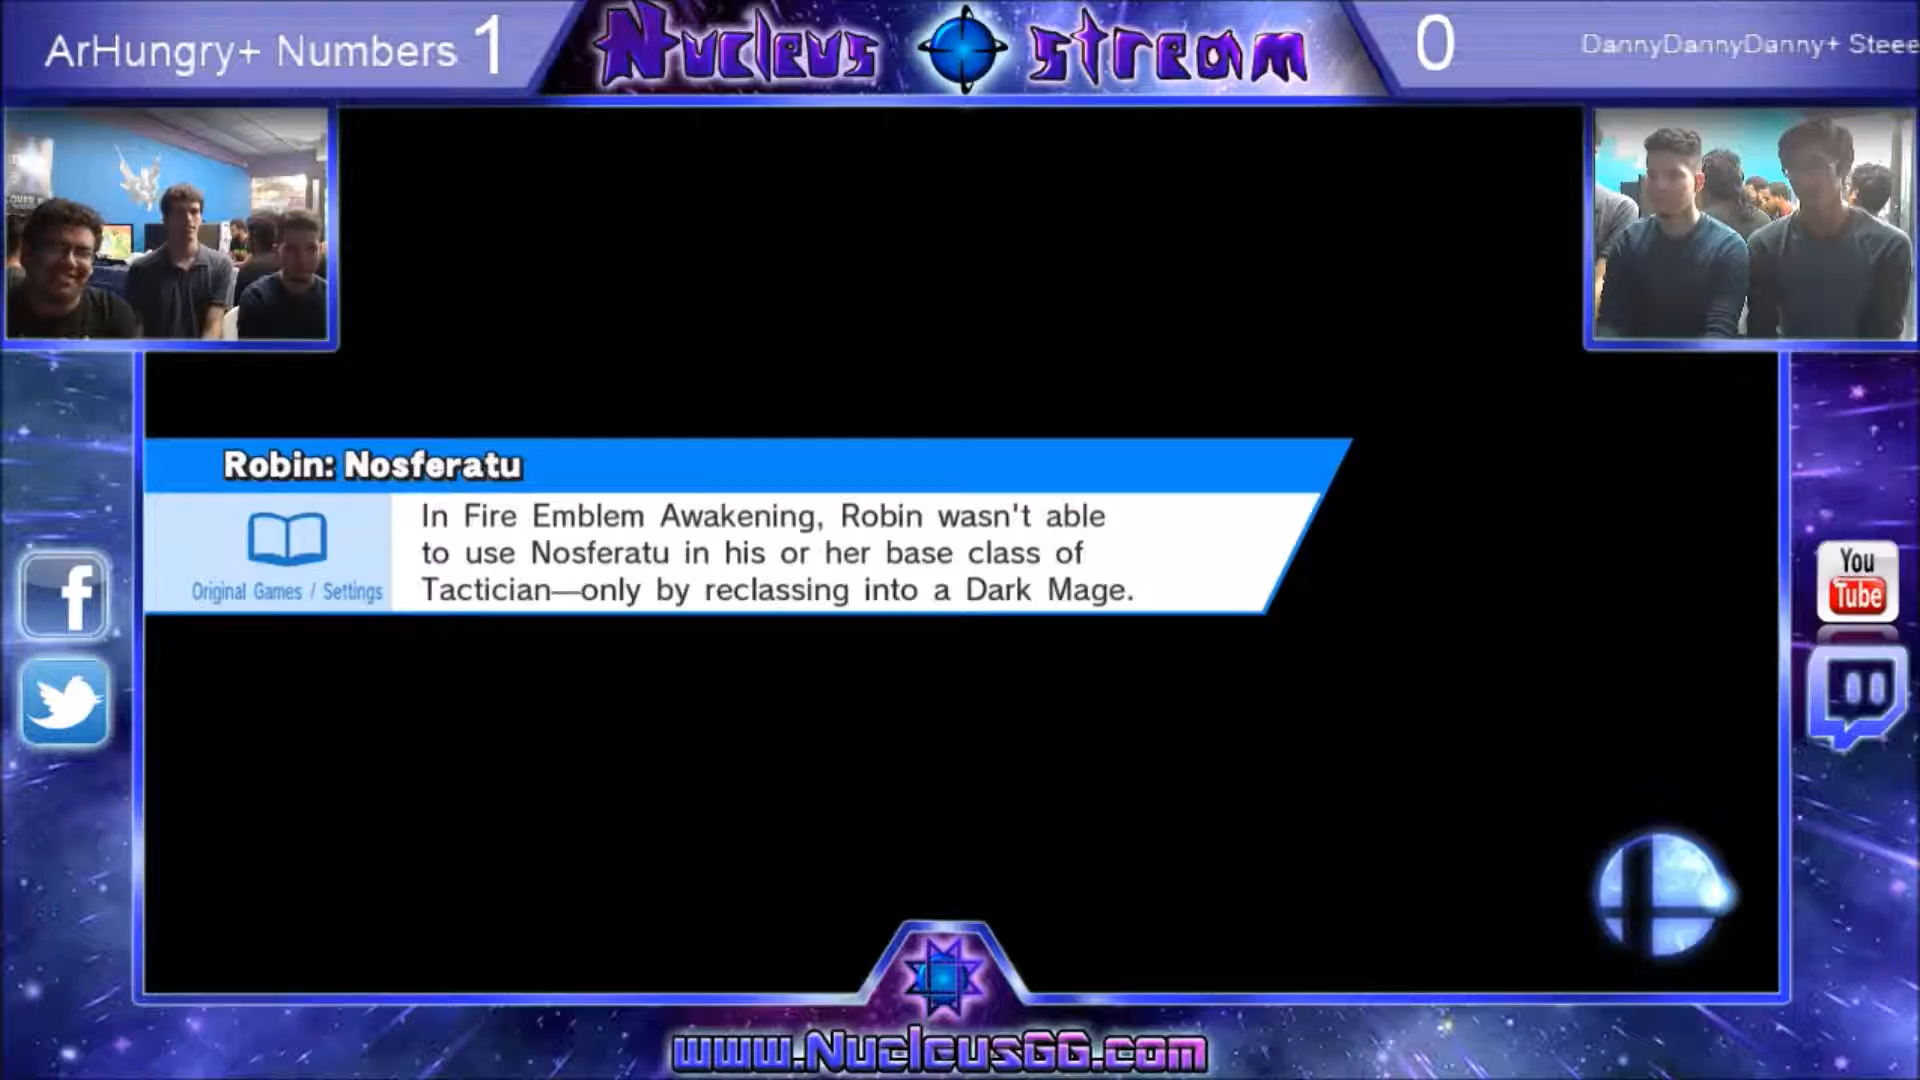 ArHungry+ Numbers 1
Nucleus stream
0 DannyDannyDanny+ Steee
Robin: Nosferatu
In Fire Emblem Awakening, Robin wasn't able
to use Nosferatu in his or her base class of
Tactician—only by reclassing into a Dark Mage.
Original Games / Settings
You
Tube
www.NucleusGG.com